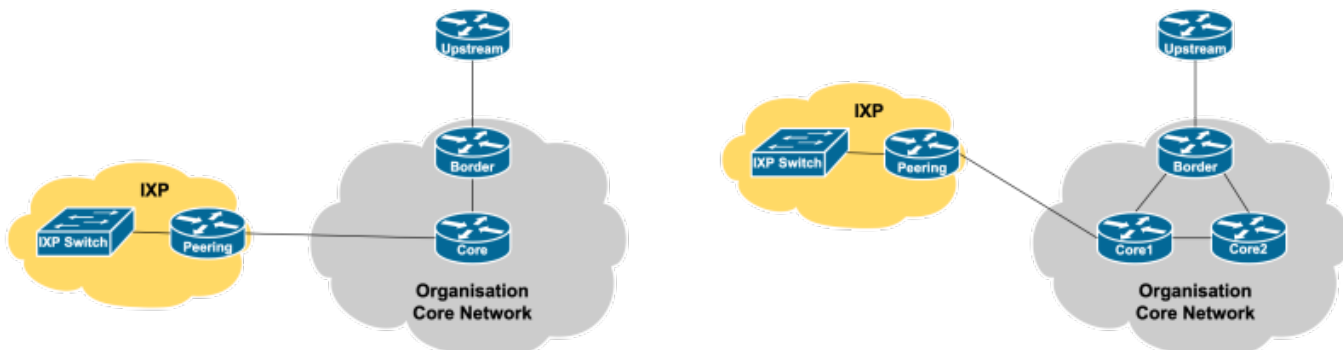 Upstream
IXP
Border
IXP Switch
Peering
Core
Organisation
Core Network
Upstream
IXP
IXP Switch
Peering
Border
Core1
Core2
Organisation
Core Network